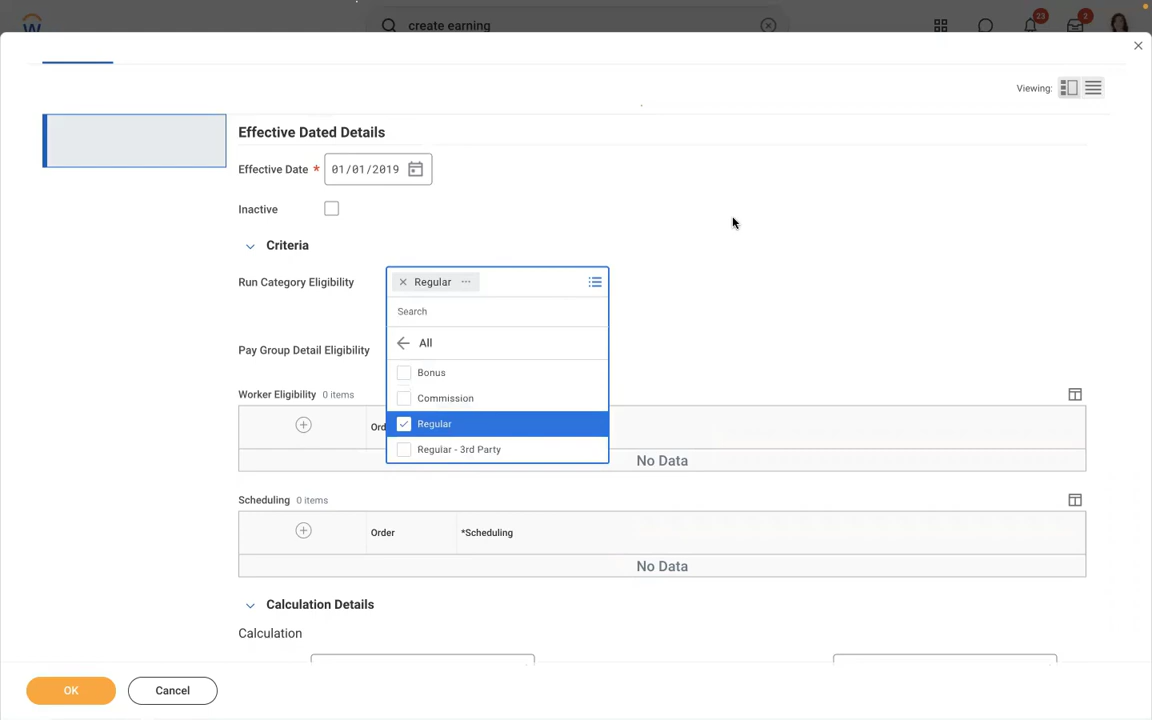 w
create earning
23
2
Viewing:
Effective Dated Details
Effective Date *
01/01/2019
Inactive
Criteria
Run Category Eligibility
Regular
Search
All
Pay Group Detail Eligibility
Bonus
Commission
Worker Eligibility 0 items
Regular
Ord
Regular - 3rd Party
No Data
Scheduling 0 items
Order
*Scheduling
No Data
Calculation Details
Calculation
OK
Cancel